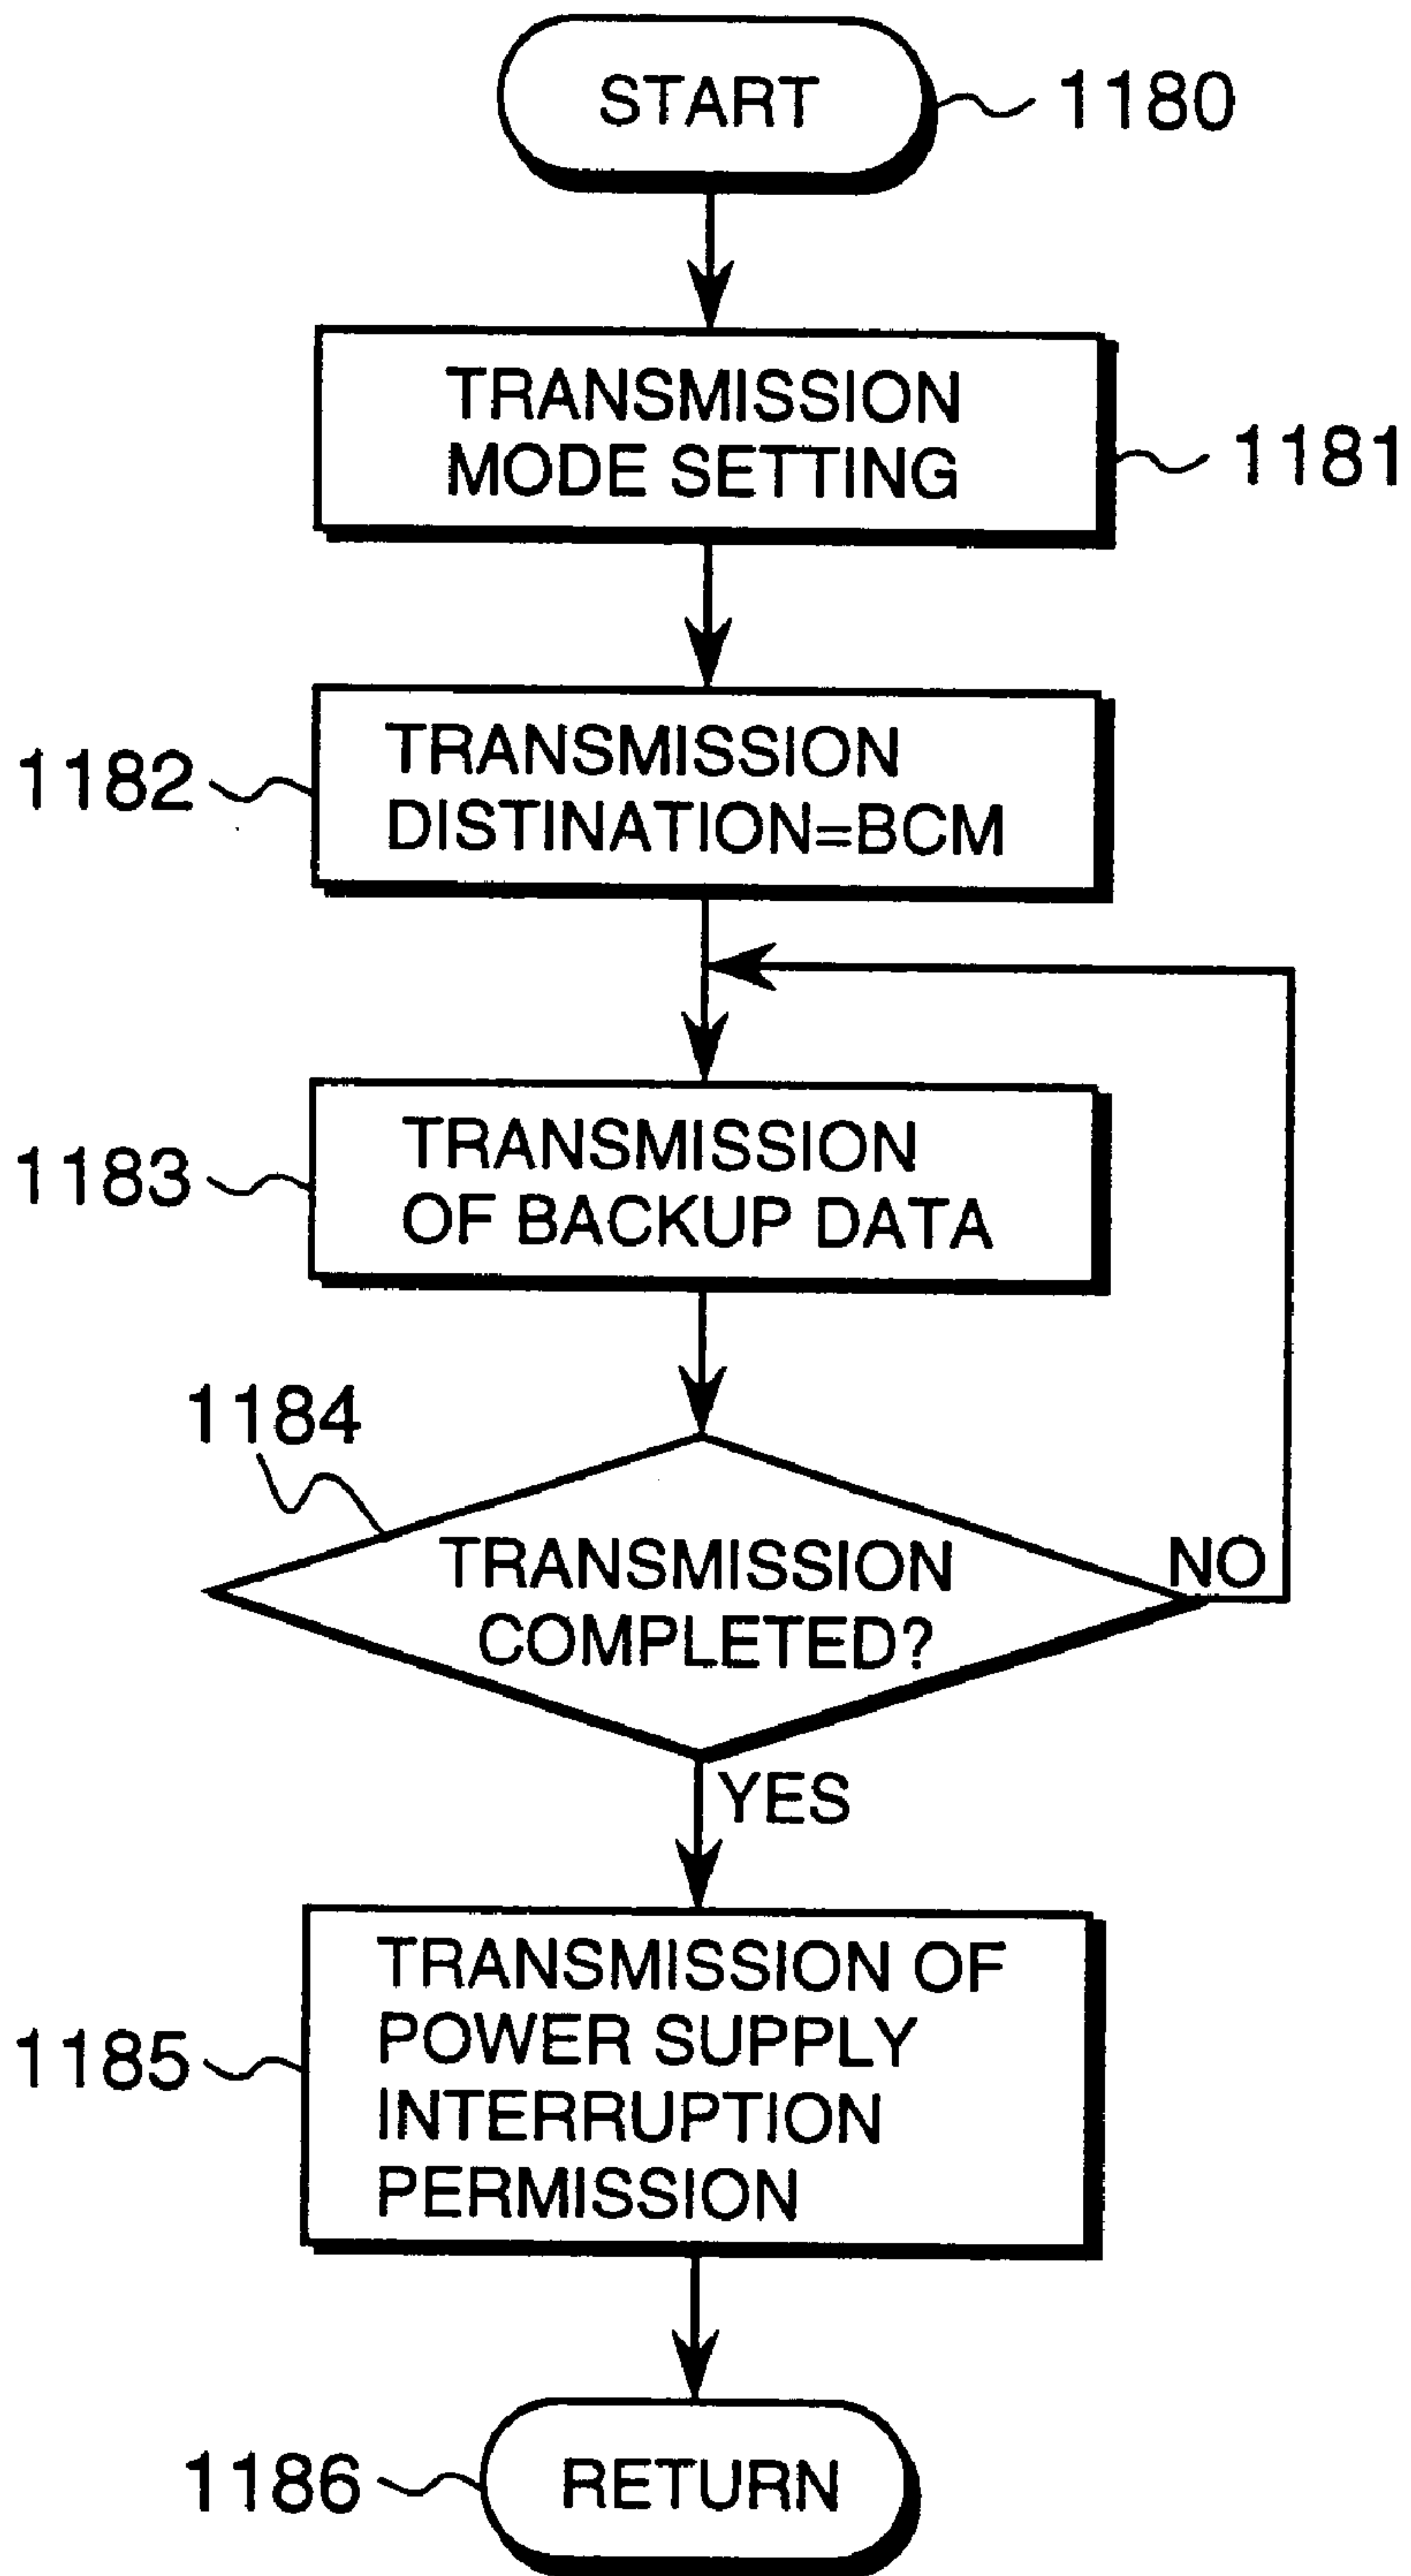 START
1180
TRANSMISSION
MODE SETTING
1181
1182
TRANSMISSION
DISTINATION=BCM
1183
TRANSMISSION
OF BACKUP DATA
1184
TRANSMISSION
COMPLETED?
NO
YES
1185
TRANSMISSION OF
POWER SUPPLY
INTERRUPTION
PERMISSION
1186
RETURN